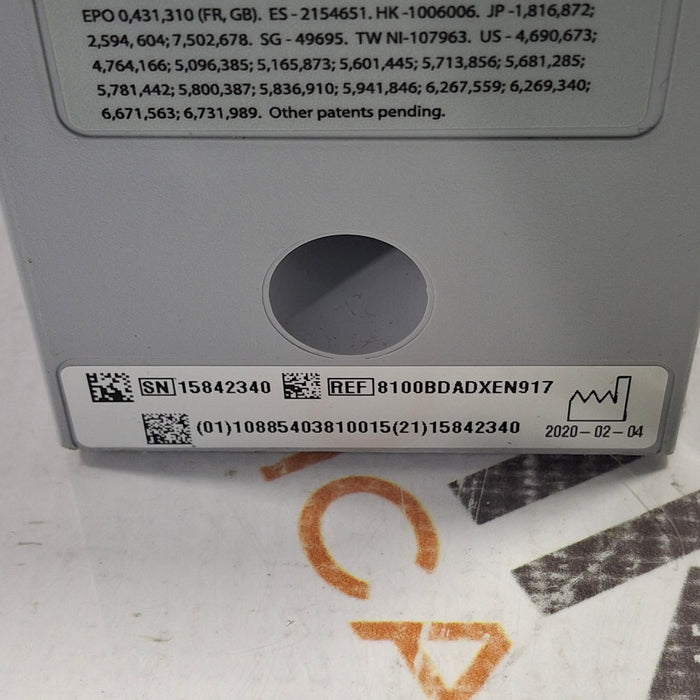 EPO 0,431,310 (FR, GB). ES - 2154651. HK -1006006. JP -1,816,872;
2,594, 604; 7,502,678. SG - 49695. TW NI-107963. US - 4,690,673;
4,764,166; 5,096,385; 5,165,873; 5,601,445; 5,713,856; 5,681,285;
5,781,442; 5,800,387; 5,836,910; 5,941,846; 6,267,559; 6,269,340;
6,671,563; 6,731,989. Other patents pending.
SN 15842340 REF 8100BDADXEN917
(01)10885403810015(21)15842340 2020-02-04